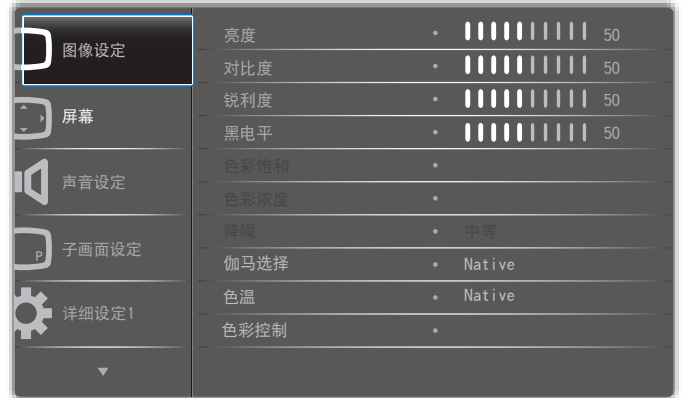 图像设定
屏幕
声音设定
P
子画面设定
详细设定1
亮度 50
对比度 50
锐利度 50
黑电平 50
色彩饱和
色彩浓度
降噪 中等
伽马选择 Native
色温 Native
色彩控制